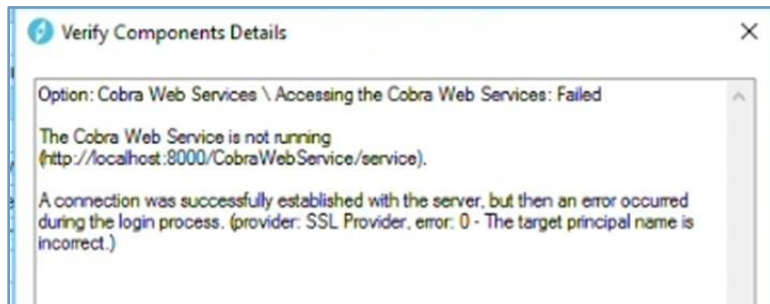 Verify Components Details
Option: Cobra Web Services \ Accessing the Cobra Web Services: Failed
The Cobra Web Service is not running
(http://localhost:8000/CobraWebService/service).
A connection was successfully established with the server, but then an error occurred
during the login process. (provider: SSL Provider, error: 0 - The target principal name is
incorrect.)